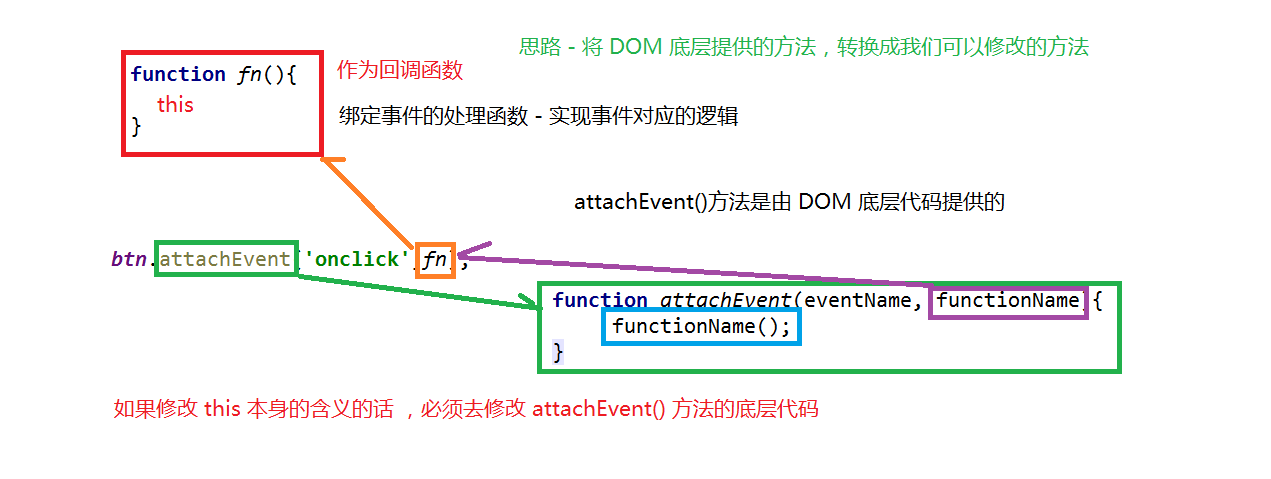 思路 - 将 DOM 底层提供的方法，转换成我们可以修改的方法
function fn(){
this
}
作为回调函数
绑定事件的处理函数 - 实现事件对应的逻辑
attachEvent()方法是由 DOM 底层代码提供的
btn.attachEvent('onclick',fn);
function attachEvent(eventName, functionName){
functionName();
}
如果修改 this 本身的含义的话 ，必须去修改 attachEvent() 方法的底层代码